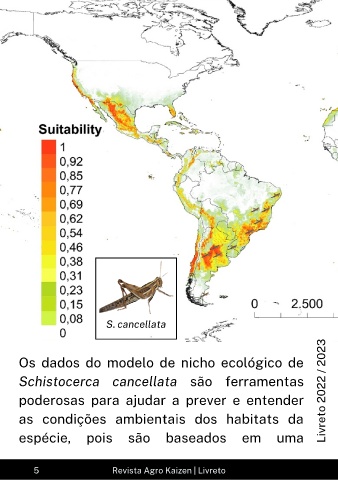 Suitability
1
0,92
0,85
0,77
0,69
0,62
0,54
0,46
0,38
0,31
0,23
0,15
0,08
0
S. cancellata
0 2.500
Os dados do modelo de nicho ecológico de
Schistocerca cancellata são ferramentas
poderosas para ajudar a prever e entender
as condições ambientais dos habitats da
espécie, pois são baseados em uma
Livreto 2022 / 2023
5 Revista Agro Kaizen | Livreto